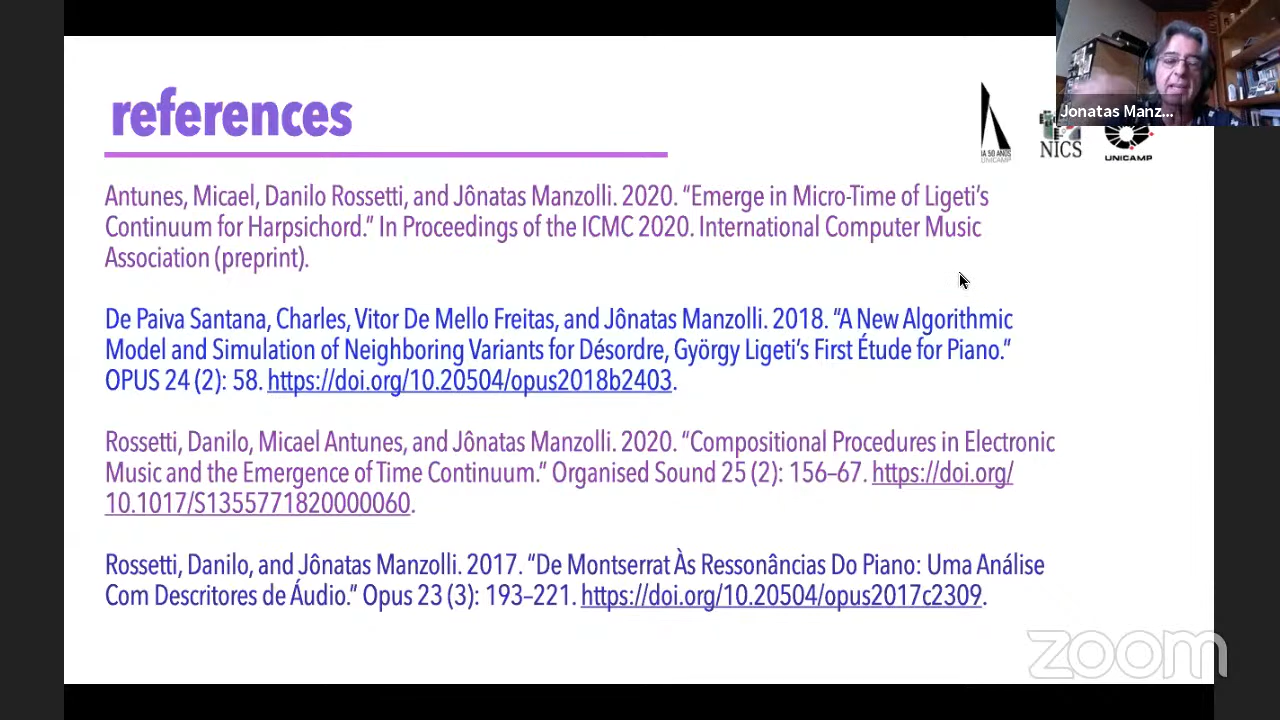 Jonatas Manz...
references
IA 50 ANOS
UNICAMP
NICS
UNICAMP
Antunes, Micael, Danilo Rossetti, and Jônatas Manzolli. 2020. “Emerge in Micro-Time of Ligeti’s
Continuum for Harpsichord.” In Proceedings of the ICMC 2020. International Computer Music
Association (preprint).
De Paiva Santana, Charles, Vitor De Mello Freitas, and Jônatas Manzolli. 2018. “A New Algorithmic
Model and Simulation of Neighboring Variants for Désordre, György Ligeti’s First Étude for Piano.”
OPUS 24 (2): 58. https://doi.org/10.20504/opus2018b2403.
Rossetti, Danilo, Micael Antunes, and Jônatas Manzolli. 2020. “Compositional Procedures in Electronic
Music and the Emergence of Time Continuum.” Organised Sound 25 (2): 156–67. https://doi.org/
10.1017/S1355771820000060.
Rossetti, Danilo, and Jônatas Manzolli. 2017. “De Montserrat Às Ressonâncias Do Piano: Uma Análise
Com Descritores de Áudio.” Opus 23 (3): 193–221. https://doi.org/10.20504/opus2017c2309.
zoom